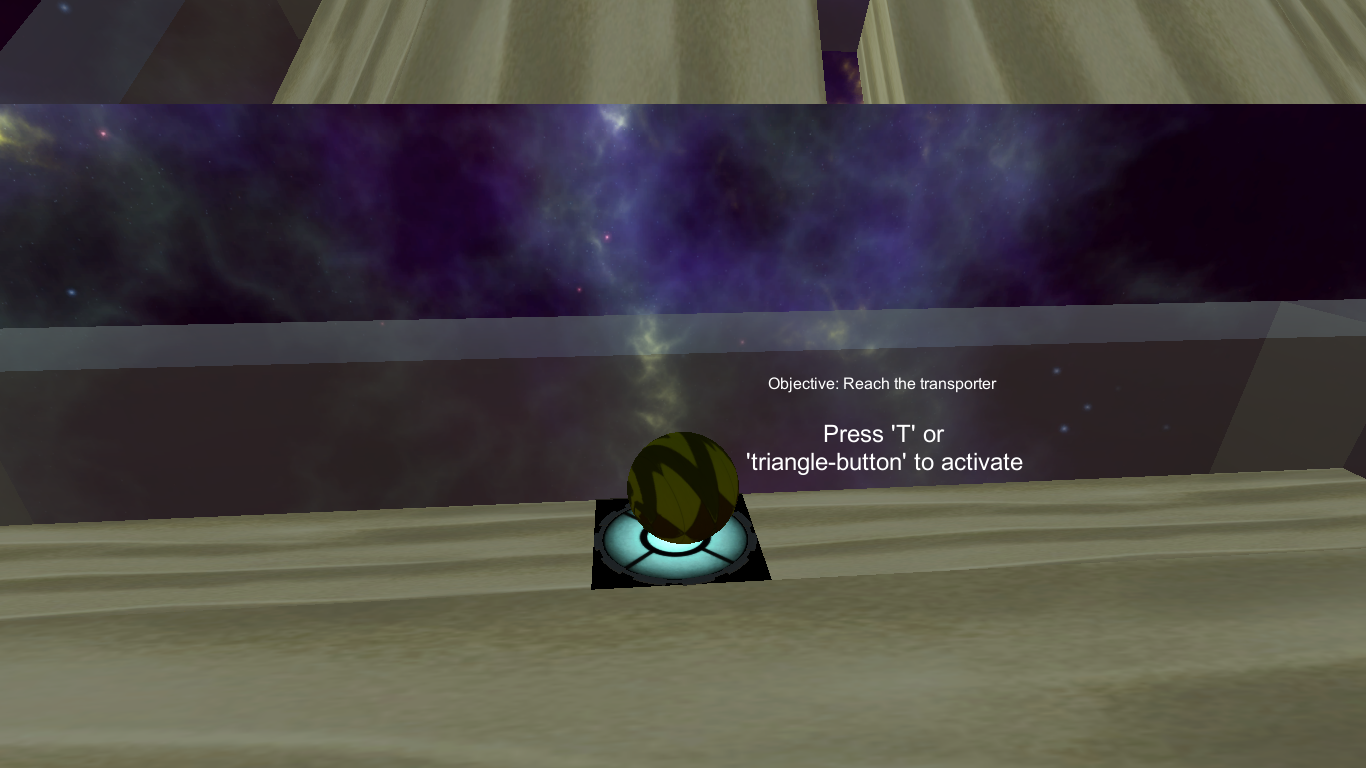 Objective: Reach the transporter
Press 'T' or
'triangle-button' to activate